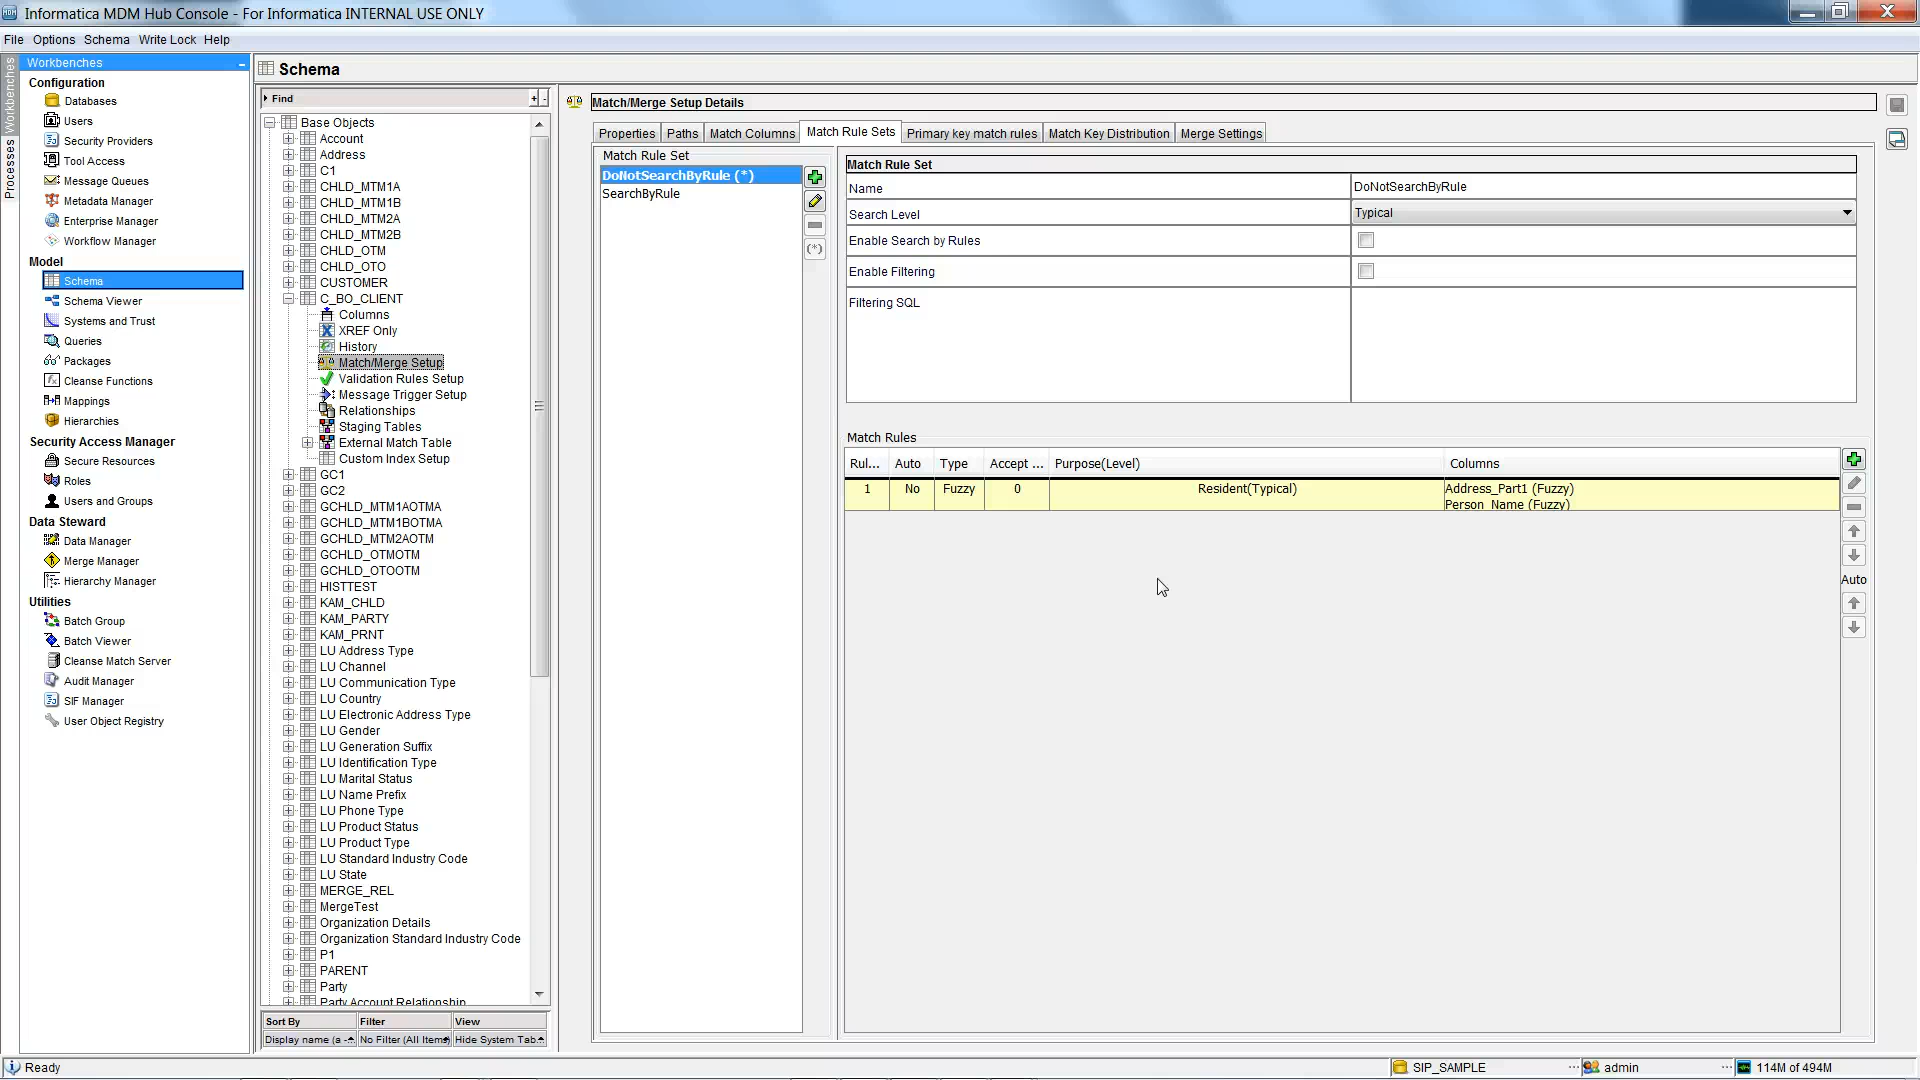 Informatica MDM Hub Console - For Informatica INTERNAL USE ONLY
File Options Schema Write Lock Help
Workbenches
Processes
Workbenches
Configuration
Databases
Users
Security Providers
Tool Access
Message Queues
Metadata Manager
Enterprise Manager
Workflow Manager
Model
Schema
Schema Viewer
Systems and Trust
Queries
Packages
Cleanse Functions
Mappings
Hierarchies
Security Access Manager
Secure Resources
Roles
Users and Groups
Data Steward
Data Manager
Merge Manager
Hierarchy Manager
Utilities
Batch Group
Batch Viewer
Cleanse Match Server
Audit Manager
SIF Manager
User Object Registry
Schema
Find
Base Objects
Account
Address
C1
CHLD_MTM1A
CHLD_MTM1B
CHLD_MTM2A
CHLD_MTM2B
CHLD_OTM
CHLD_OTO
CUSTOMER
C_BO_CLIENT
Columns
XREF Only
History
Match/Merge Setup
Validation Rules Setup
Message Trigger Setup
Relationships
Staging Tables
External Match Table
Custom Index Setup
GC1
GC2
GCHLD_MTM1AOTMA
GCHLD_MTM1BOTMA
GCHLD_MTM2AOTM
GCHLD_OTMOTM
GCHLD_OTOOTM
HISTTEST
KAM_CHLD
KAM_PARTY
KAM_PRNT
LU Address Type
LU Channel
LU Communication Type
LU Country
LU Electronic Address Type
LU Gender
LU Generation Suffix
LU Identification Type
LU Marital Status
LU Name Prefix
LU Phone Type
LU Product Status
LU Product Type
LU Standard Industry Code
LU State
MERGE_REL
MergeTest
Organization Details
Organization Standard Industry Code
P1
PARENT
Party
Party Account Relationship
Sort By Filter View
Display name (a - No Filter (All Items) Hide System Tab...
Match/Merge Setup Details
Properties Paths Match Columns Match Rule Sets Primary key match rules Match Key Distribution Merge Settings
Match Rule Set
DoNotSearchByRule (*)
SearchByRule
(*)
Match Rule Set
Name DoNotSearchByRule
Search Level Typical
Enable Search by Rules
Enable Filtering
Filtering SQL
Match Rules
Rul... Auto Type Accept ... Purpose(Level) Columns
1 No Fuzzy 0 Resident(Typical) Address_Part1 (Fuzzy)
Person_Name (Fuzzy)
Auto
Ready SIP_SAMPLE ... admin ... 114M of 494M